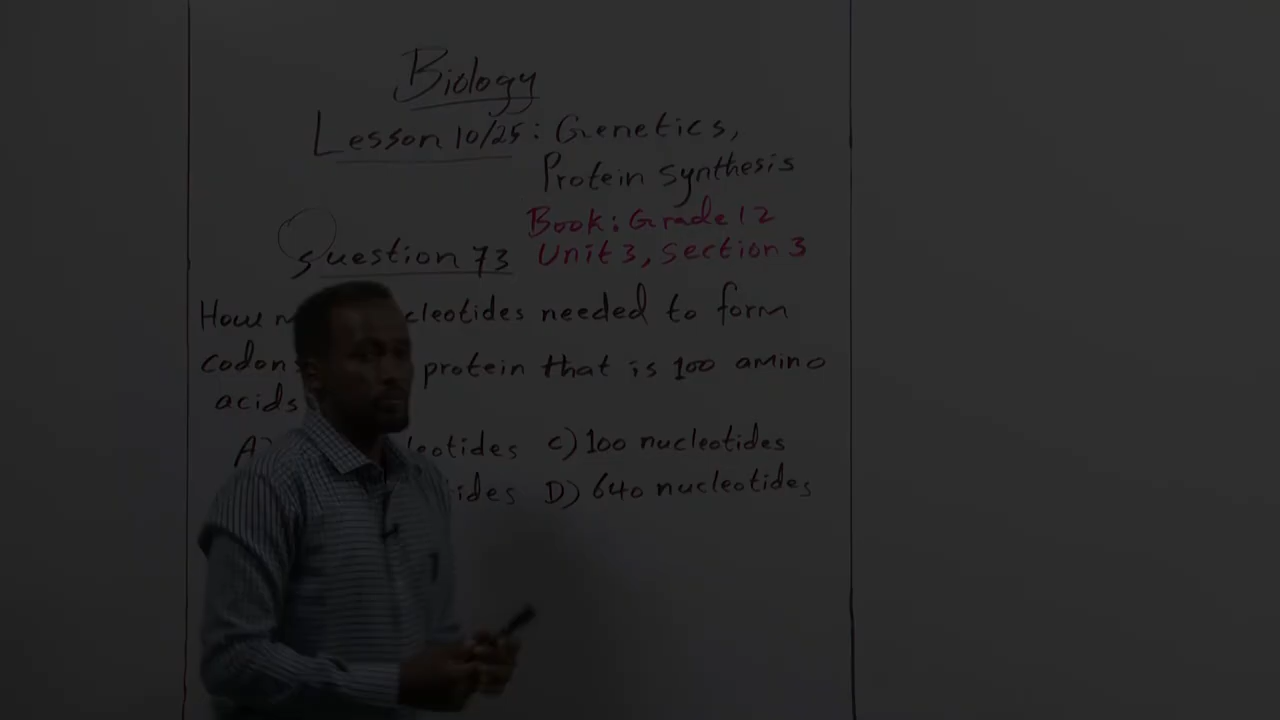 Biology
Lesson 10/25: Genetics,
Protein synthesis
Book: Grade 12
Question 73 Unit 3, Section 3
How cleotides needed to form
codons protein that is 100 amino
acids
A) leotides C) 100 nucleotides
ides D) 640 nucleotides